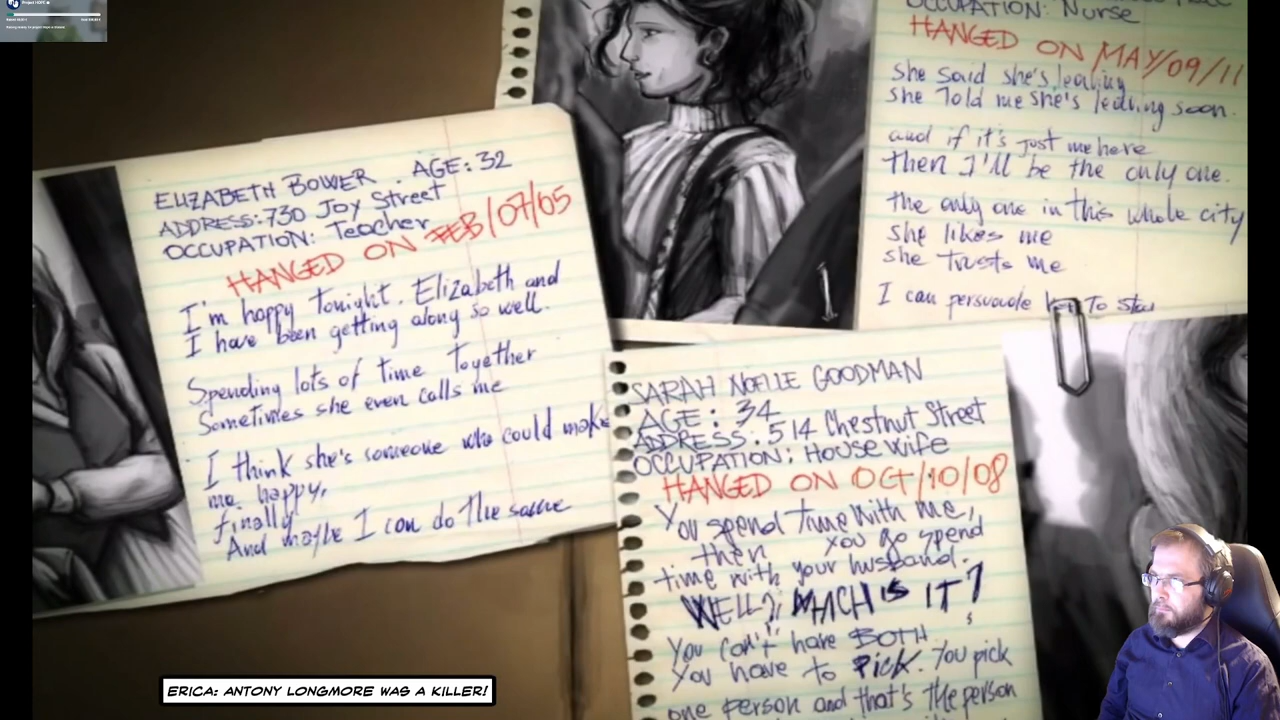 Project HOPE
ELIZABETH BOWER. AGE: 32
ADDRESS: 730 Joy Street
OCCUPATION: Teacher
HANGED ON FEB/07/05
I'm happy tonight. Elizabeth and
I have been getting along so well.
Spending lots of time together
Sometimes she even calls me
I think she's someone who could make
me happy,
finally
And maybe I can do the same
OCCUPATION: Nurse
HANGED ON MAY/09/11
she said she's leaving
she told me she's leaving soon.
and if it's just me here
then I'll be the only one.
the only one in this whole city
she likes me
she trusts me
I can persuade her to stay
SARAH NOELLE GOODMAN
AGE: 34
ADDRESS: 514 Chestnut Street
OCCUPATION: HOUSE WIFE
HANGED ON OCT/10/08
You spend time with me,
then you go spend
time with your husband.
WELL?; WHICH IS IT?
You can't have BOTH.
You have to PICK. You pick
one person and that's the person
ERICA: ANTONY LONGMORE WAS A KILLER!